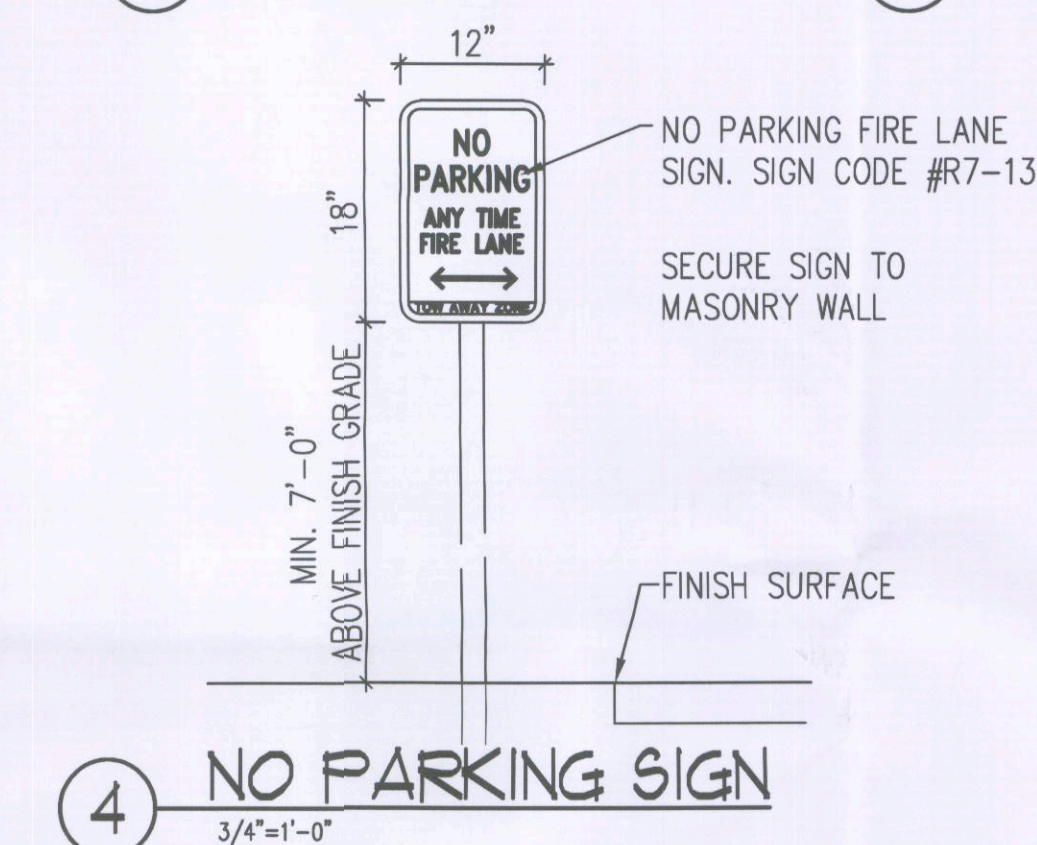 12"
18"
NO
PARKING
ANY TIME
FIRE LANE
TOW AWAY ZONE
NO PARKING FIRE LANE
SIGN. SIGN CODE #R7-13
SECURE SIGN TO
MASONRY WALL
MIN. 7'-0"
ABOVE FINISH GRADE
FINISH SURFACE
4
NO PARKING SIGN
3/4"=1'-0"